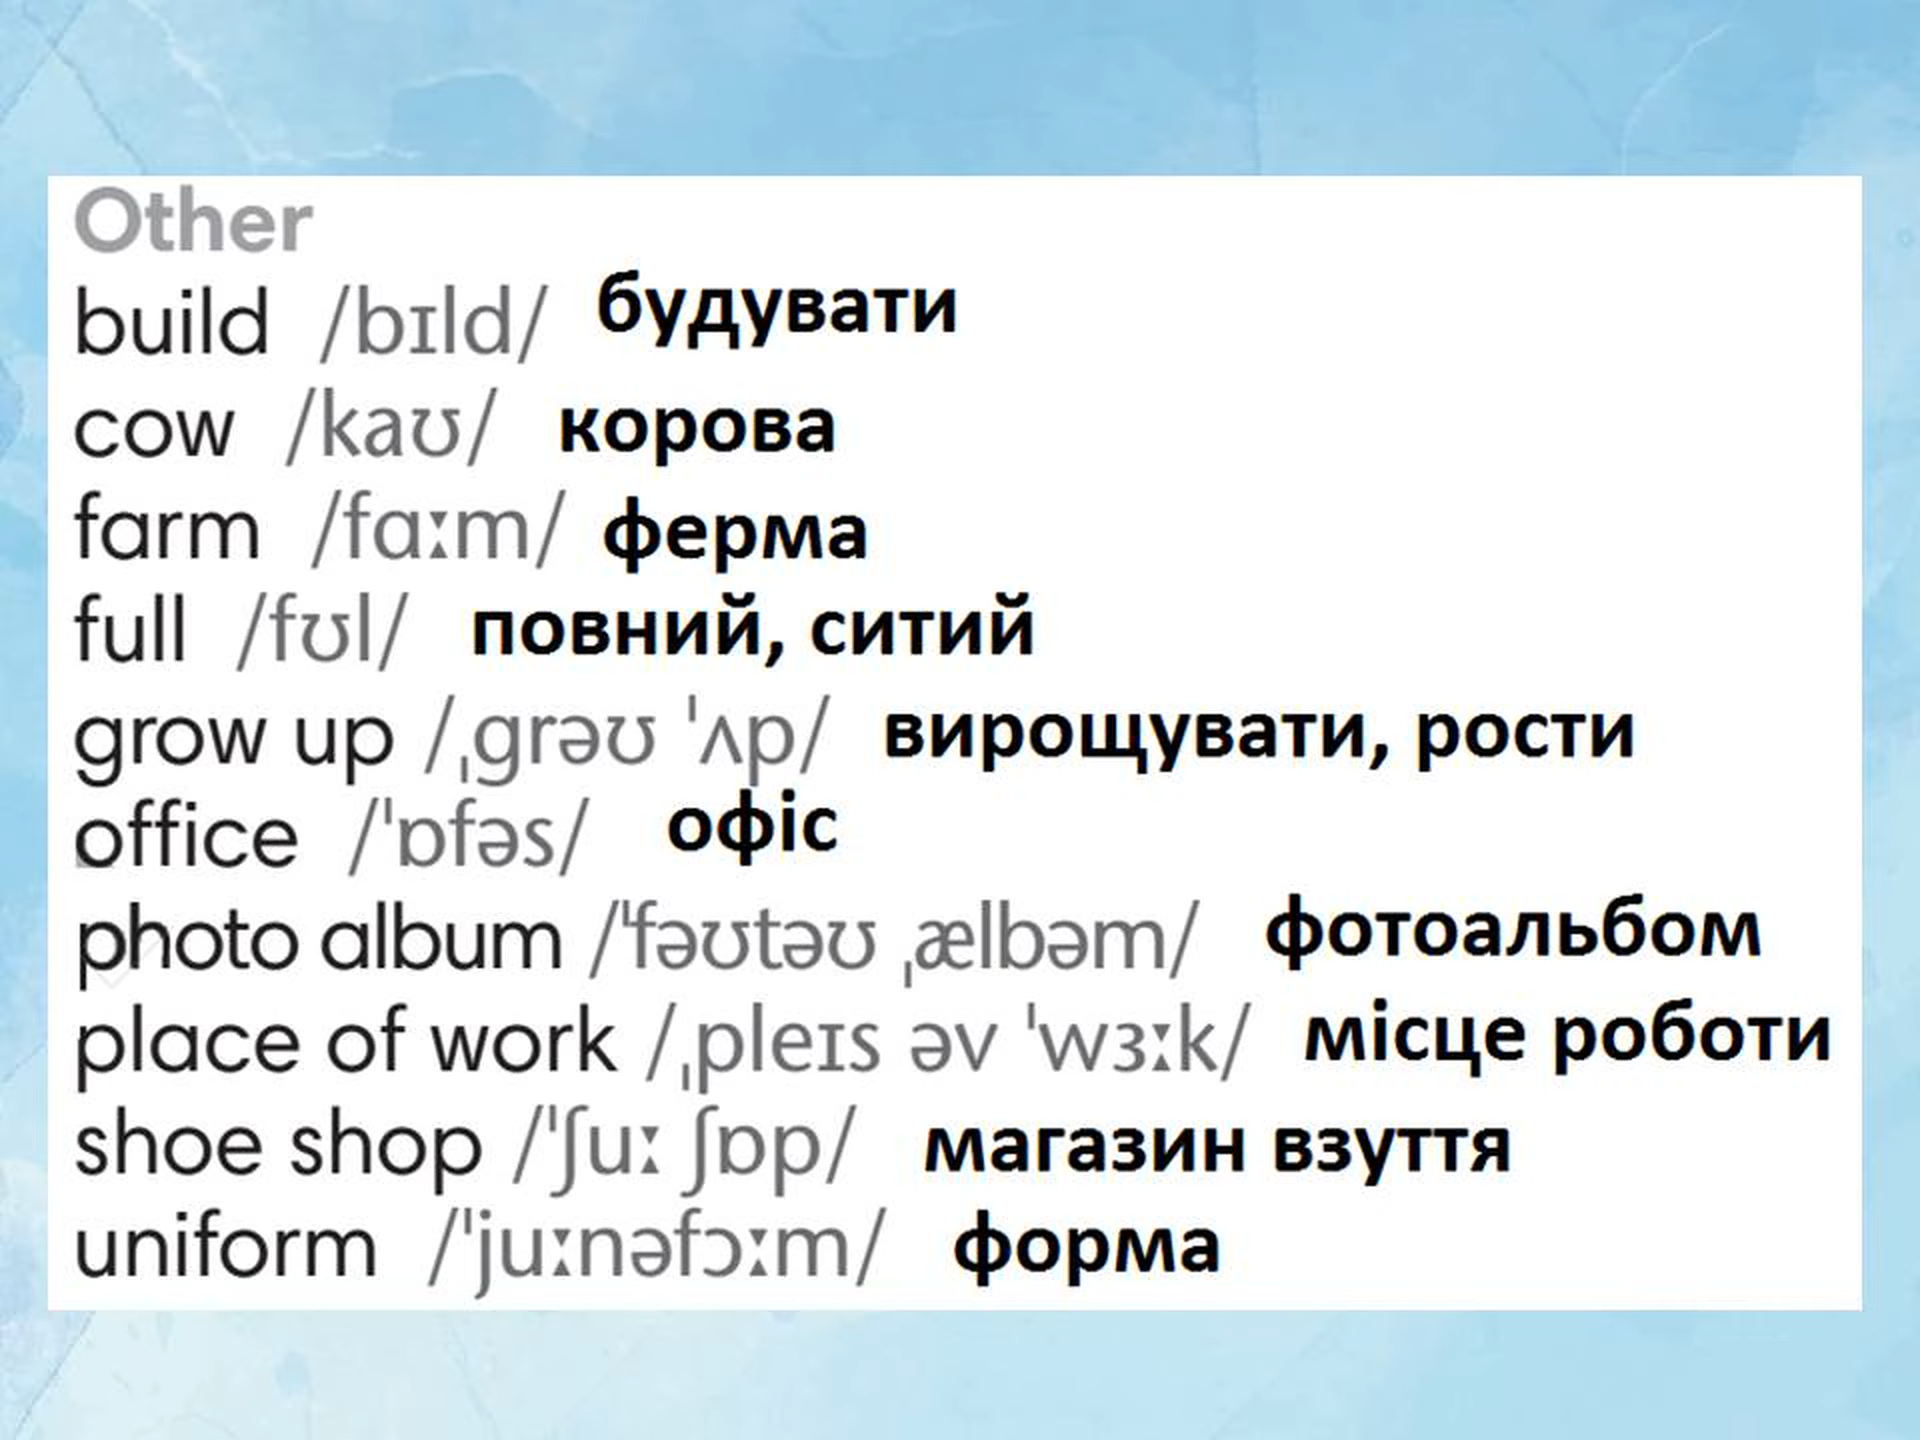 Other
build /bɪld/ будувати
cow /kaʊ/ корова
farm /fɑːm/ ферма
full /fʊl/ повний, ситий
grow up /ˌgrəʊ ˈʌp/ вирощувати, рости
office /ˈɒfəs/ офіс
photo album /ˈfəʊtəʊ ˌælbəm/ фотоальбом
place of work /ˌpleɪs əv ˈwɜːk/ місце роботи
shoe shop /ˈʃuː ʃɒp/ магазин взуття
uniform /ˈjuːnəfɔːm/ форма